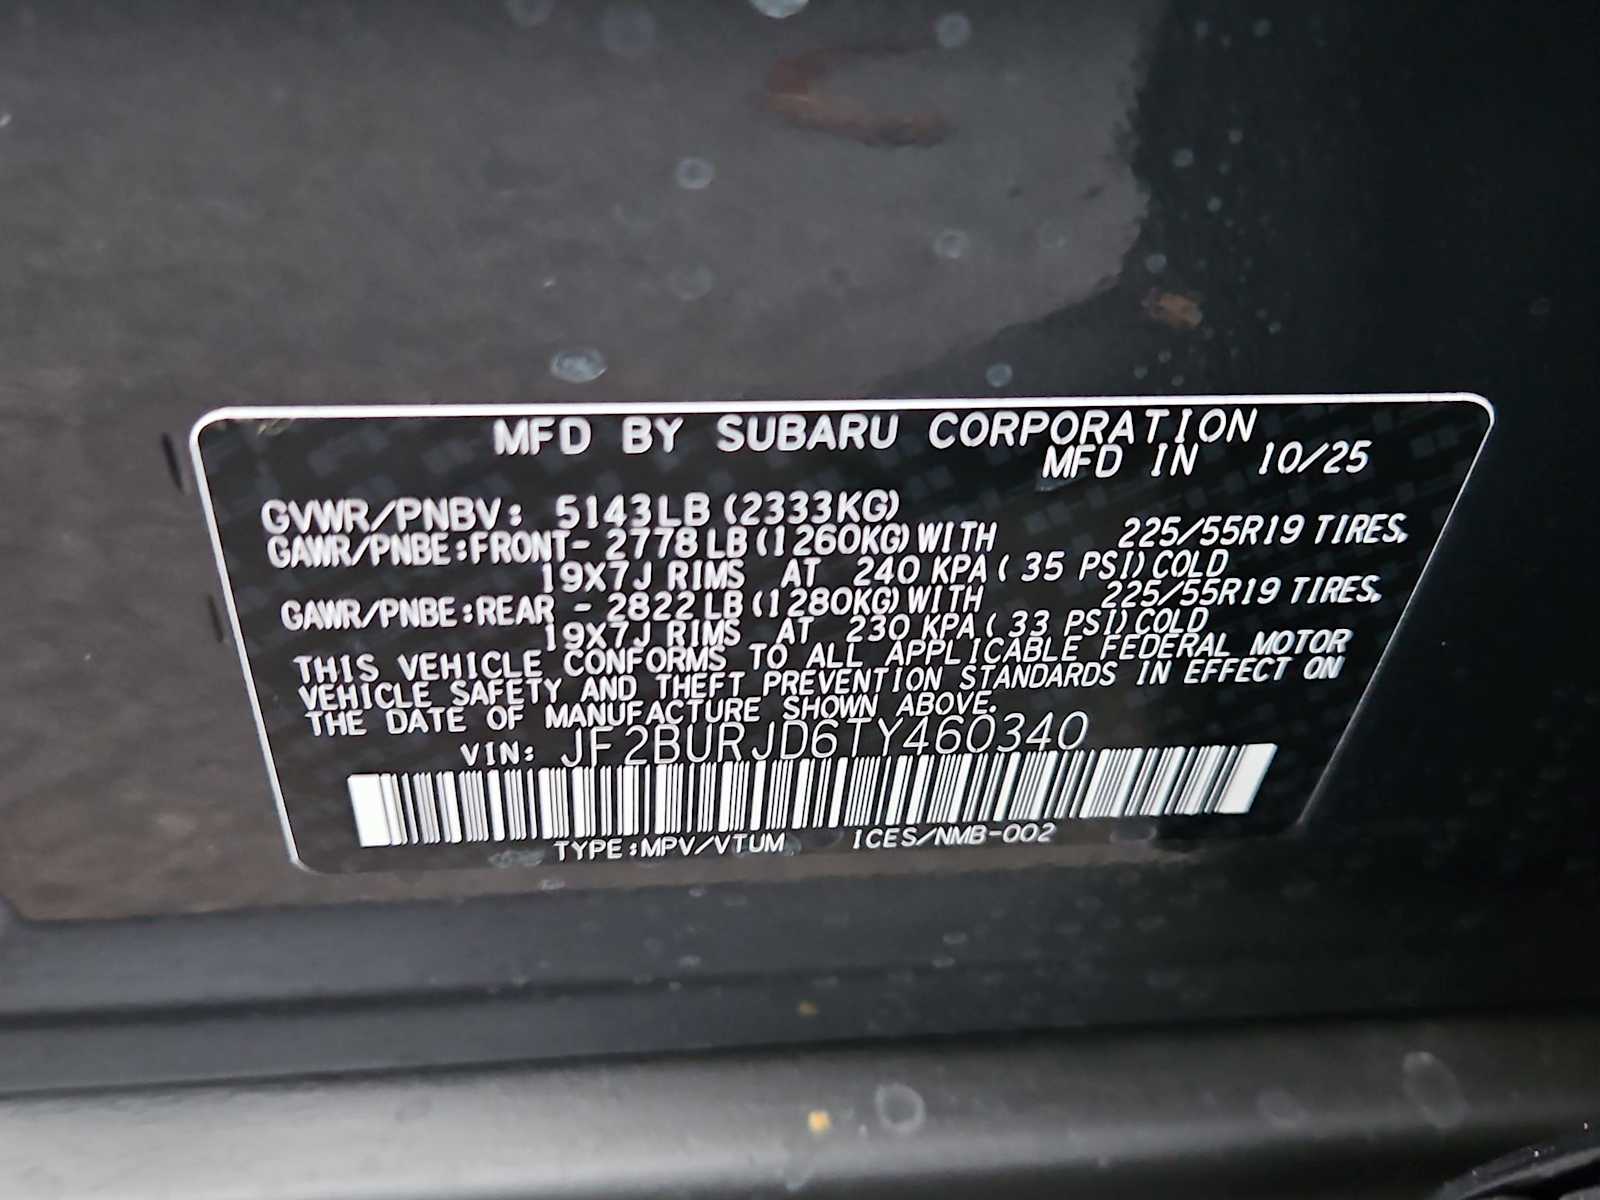 MFD BY SUBARU CORPORATION
MFD IN 10/25
GVWR/PNBV: 5143LB (2333KG)
GAWR/PNBE:FRONT- 2778 LB (1260KG) WITH 225/55R19 TIRES,
19X7J RIMS AT 240 KPA ( 35 PSI) COLD
GAWR/PNBE:REAR - 2822 LB (1280KG) WITH 225/55R19 TIRES,
19X7J RIMS AT 230 KPA ( 33 PSI) COLD
THIS VEHICLE CONFORMS TO ALL APPLICABLE FEDERAL MOTOR
VEHICLE SAFETY AND THEFT PREVENTION STANDARDS IN EFFECT ON
THE DATE OF MANUFACTURE SHOWN ABOVE.
VIN: JF2BURJD6TY460340
TYPE:MPV/VTUM ICES/NMB-002